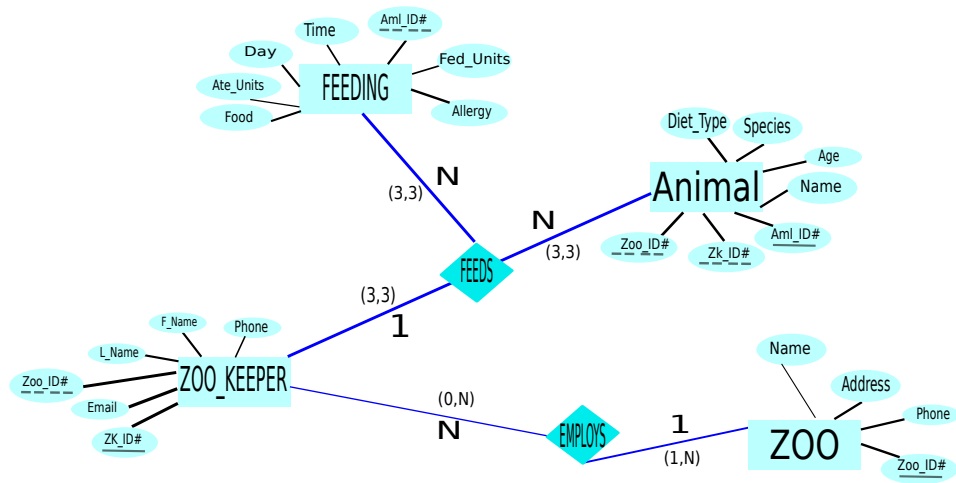 Aml_ID#
Time
Day
Fed_Units
Ate_Units
FEEDING
Food
Allergy
Diet_Type
Species
Age
Animal
Name
Aml_ID#
Zoo_ID#
Zk_ID#
N
(3,3)
N
(3,3)
FEEDS
(3,3)
1
F_Name
Phone
L_Name
Zoo_ID#
ZOO_KEEPER
Email
ZK_ID#
(0,N)
N
EMPLOYS
1
(1,N)
Name
Address
Phone
ZOO
Zoo_ID#